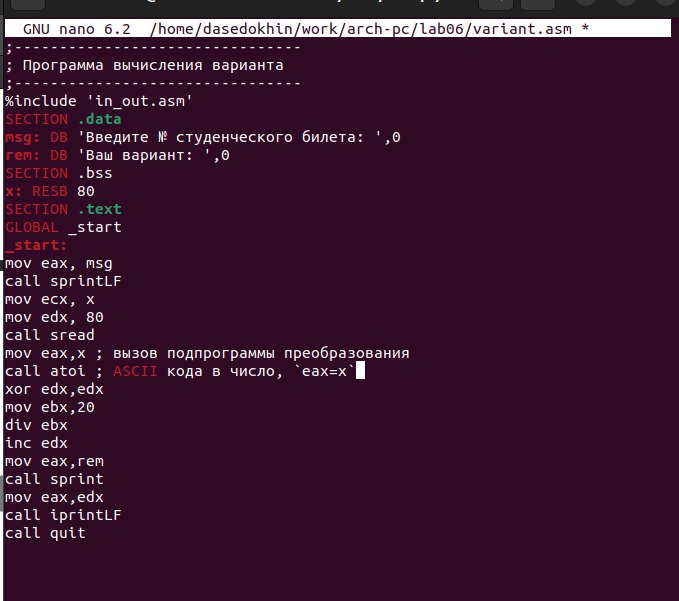 GNU nano 6.2 /home/dasedokhin/work/arch-pc/lab06/variant.asm *
;--------------------------------
; Программа вычисления варианта
;--------------------------------
%include 'in_out.asm'
SECTION .data
msg: DB 'Введите № студенческого билета: ',0
rem: DB 'Ваш вариант: ',0
SECTION .bss
x: RESB 80
SECTION .text
GLOBAL _start
_start:
mov eax, msg
call sprintLF
mov ecx, x
mov edx, 80
call sread
mov eax,x ; вызов подпрограммы преобразования
call atoi ; ASCII кода в число, `eax=x`
xor edx,edx
mov ebx,20
div ebx
inc edx
mov eax,rem
call sprint
mov eax,edx
call iprintLF
call quit